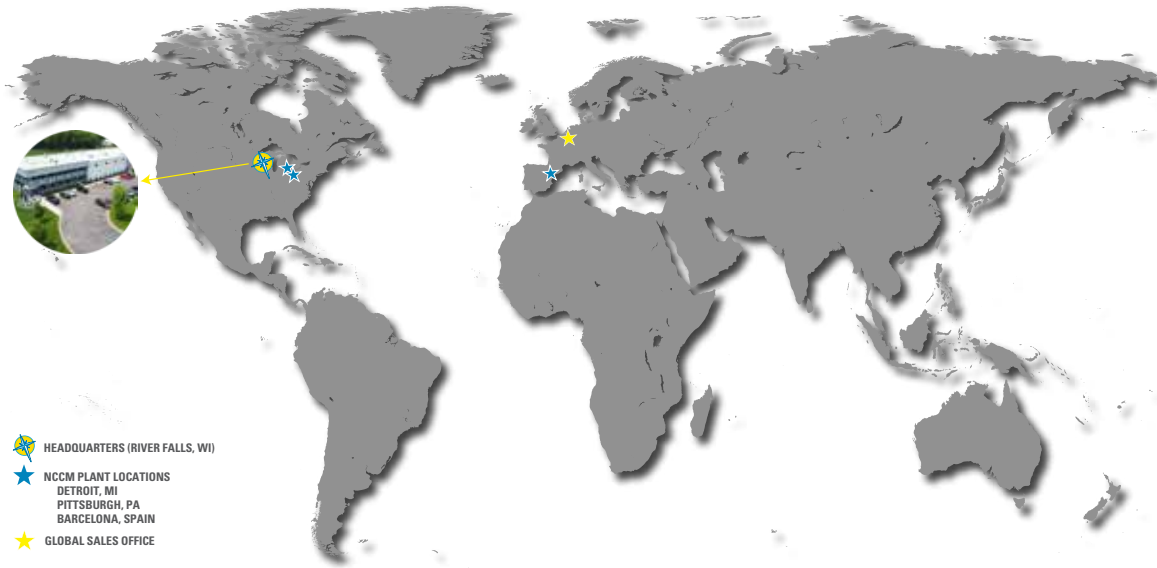 HEADQUARTERS (RIVER FALLS, WI)
NCCM PLANT LOCATIONS
DETROIT, MI
PITTSBURGH, PA
BARCELONA, SPAIN
GLOBAL SALES OFFICE